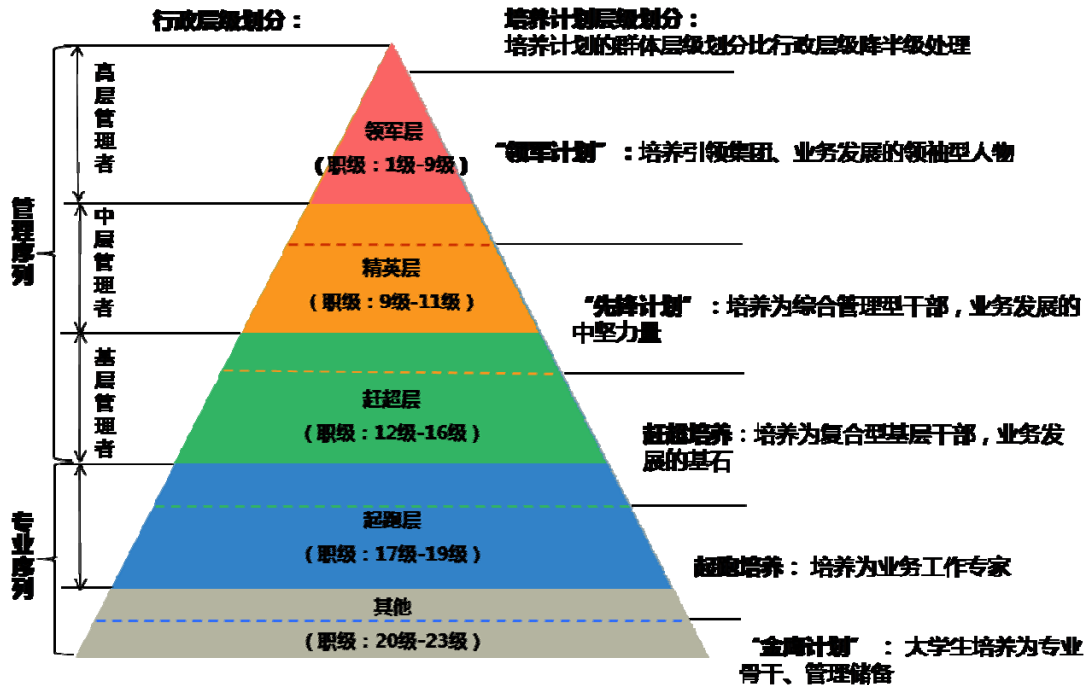 行政层级划分：
培养计划层级划分：
培养计划的群体层级划分比行政层级降半级处理
管理序列
高层管理者
中层管理者
基层管理者
专业序列
领军层
（职级：1级-9级）
精英层
（职级：9级-11级）
赶超层
（职级：12级-16级）
起跑层
（职级：17级-19级）
其他
（职级：20级-23级）
“领军计划”：培养引领集团、业务发展的领袖型人物
“先锋计划”：培养为综合管理型干部，业务发展的
中坚力量
赶超培养：培养为复合型基层干部，业务发
展的基石
起跑培养： 培养为业务工作专家
“金鹰计划” ： 大学生培养为专业
骨干、管理储备